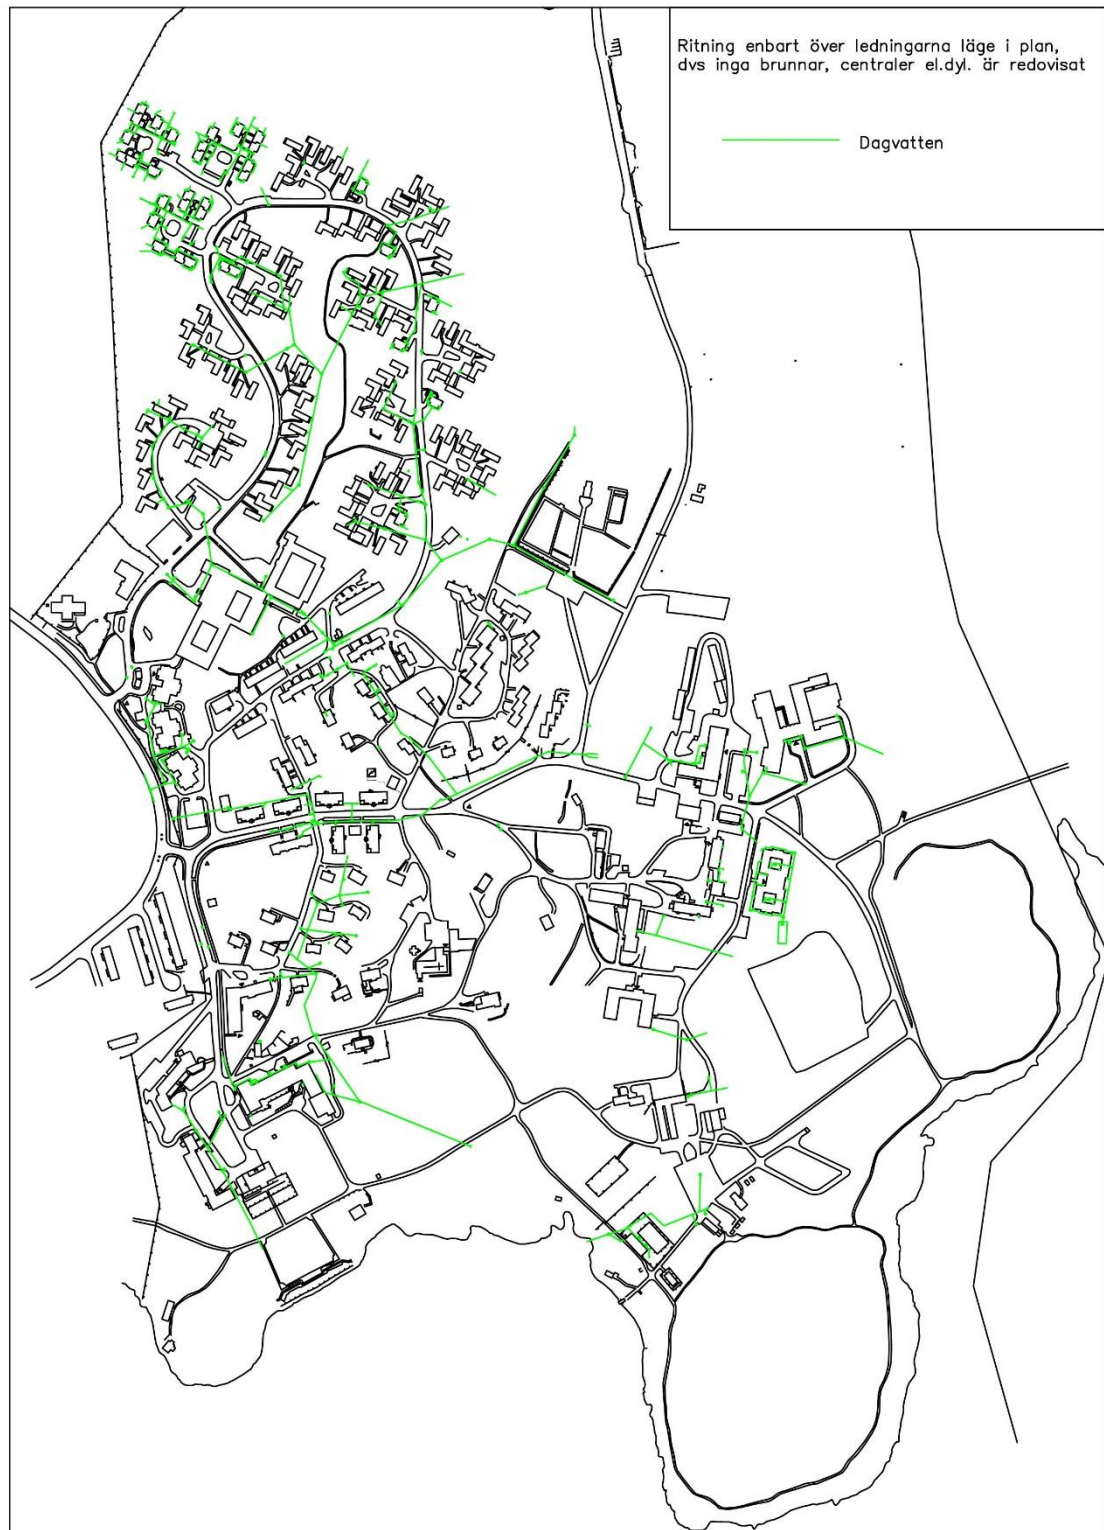 Ritning enbart över ledningarna läge i plan,
dvs inga brunnar, centraler el.dyl. är redovisat
Dagvatten